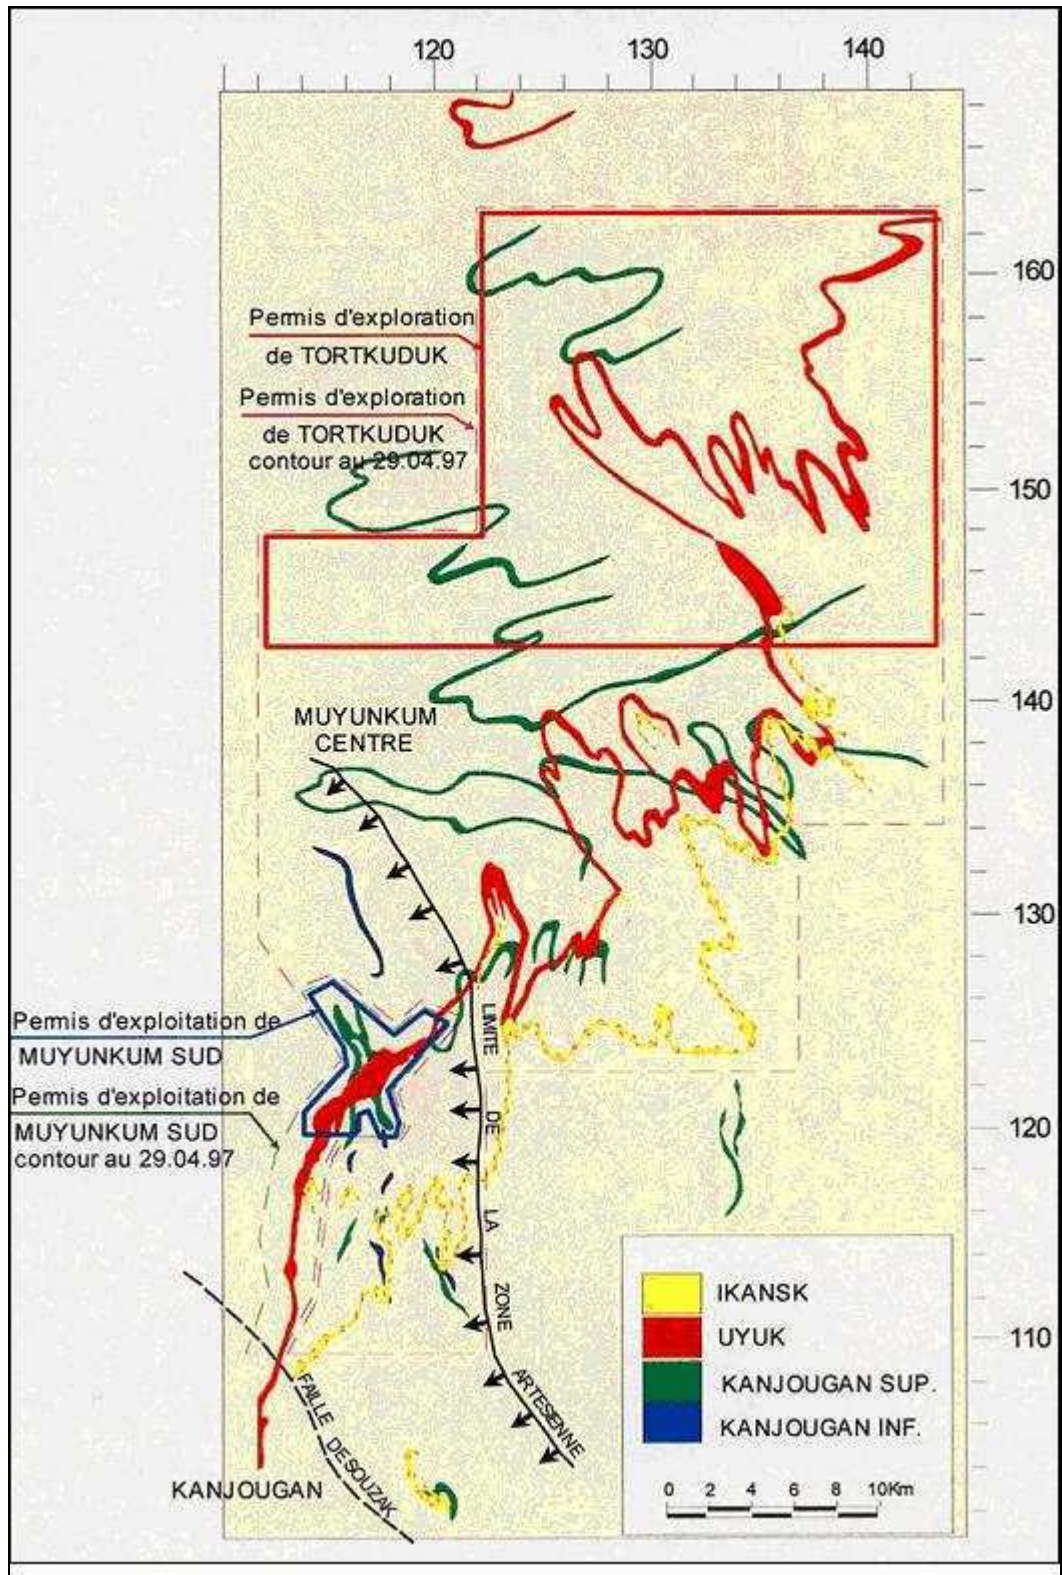 120 130 140
160
Permis d'exploration
de TORTKUDUK
Permis d'exploration
de TORTKUDUK
contour au 29.04.97
150
140
MUYUNKUM
CENTRE
130
Permis d'exploitation de
MUYUNKUM SUD
Permis d'exploitation de
MUYUNKUM SUD
contour au 29.04.97
LIMITE DE LA ZONE ARTESIENNE
120
110
IKANSK
UYUK
KANJOUGAN SUP.
KANJOUGAN INF.
0 2 4 6 8 10Km
FAILLE DESOUZAK
KANJOUGAN